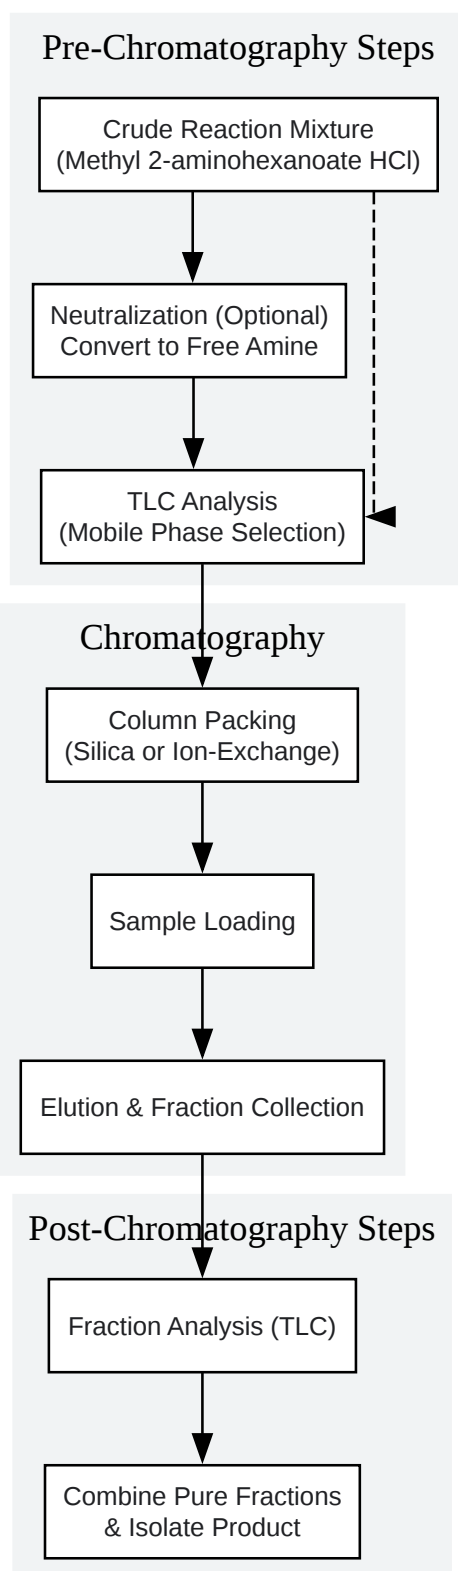 Pre-Chromatography Steps
Crude Reaction Mixture
(Methyl 2-aminohexanoate HCl)
Neutralization (Optional)
Convert to Free Amine
TLC Analysis
(Mobile Phase Selection)
Chromatography
Column Packing
(Silica or Ion-Exchange)
Sample Loading
Elution & Fraction Collection
Post-Chromatography Steps
Fraction Analysis (TLC)
Combine Pure Fractions
& Isolate Product